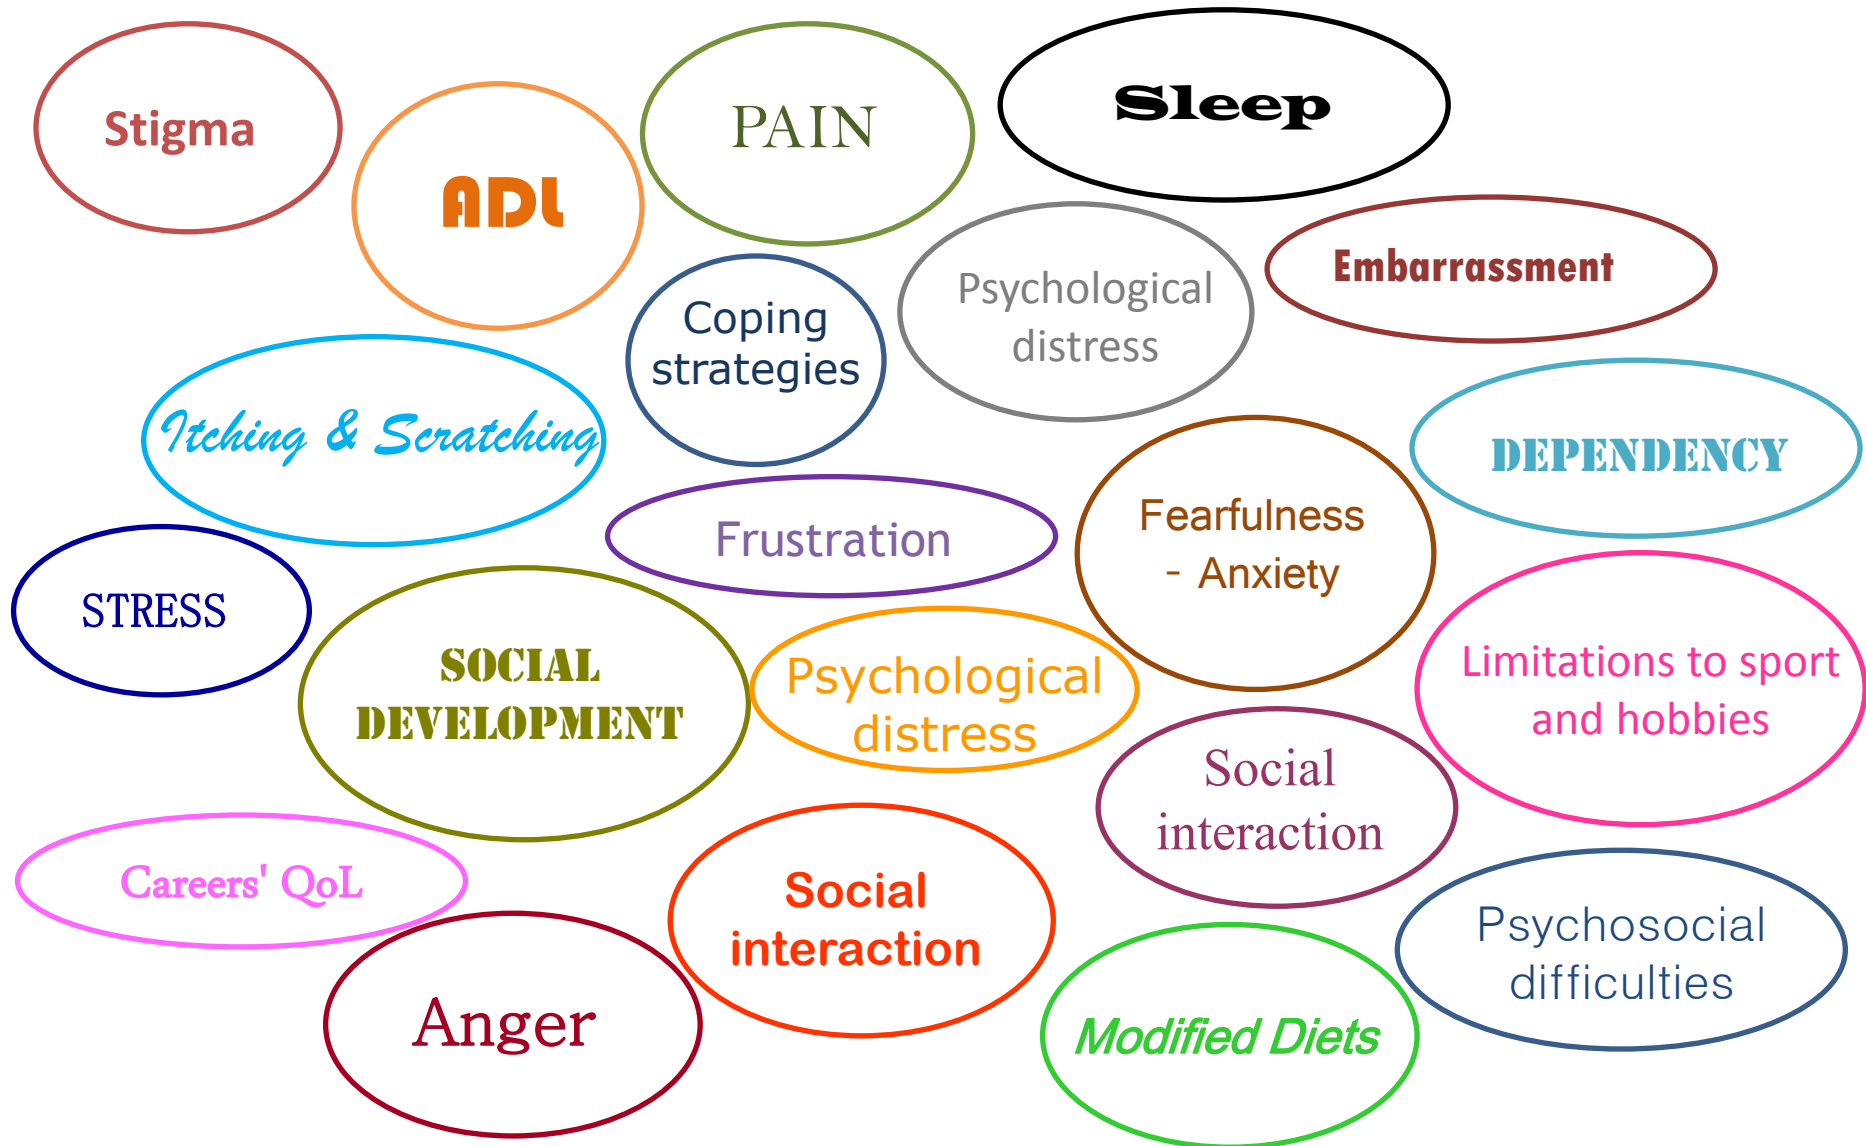 Stigma
ADL
PAIN
Sleep
Embarrassment
Psychological
distress
Coping
strategies
Itching & Scratching
DEPENDENCY
Frustration
Fearfulness
- Anxiety
STRESS
SOCIAL
DEVELOPMENT
Psychological
distress
Limitations to sport
and hobbies
Social
interaction
Careers' QoL
Social
interaction
Psychosocial
difficulties
Anger
Modified Diets